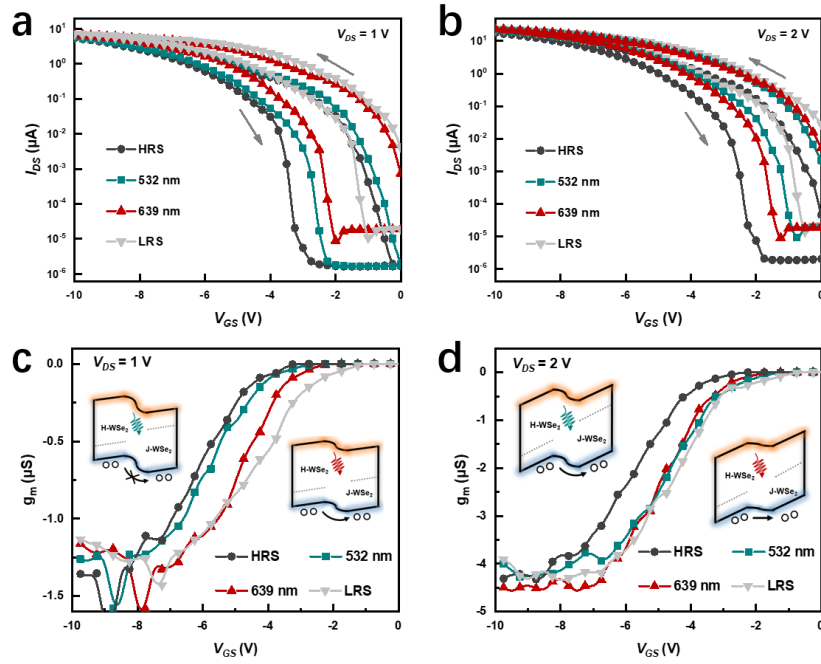 a
V_DS = 1 V
10^1
10^0
10^-1
10^-2
10^-3
10^-4
10^-5
10^-6
I_DS (µA)
HRS
532 nm
639 nm
LRS
-10 -8 -6 -4 -2 0
V_GS (V)
b
V_DS = 2 V
10^1
10^0
10^-1
10^-2
10^-3
10^-4
10^-5
10^-6
I_DS (µA)
HRS
532 nm
639 nm
LRS
-10 -8 -6 -4 -2 0
V_GS (V)
c
V_DS = 1 V
0.0
-0.5
-1.0
-1.5
g_m (µS)
H-WSe₂
J-WSe₂
H-WSe₂
J-WSe₂
HRS 532 nm
639 nm LRS
-10 -8 -6 -4 -2 0
V_GS (V)
d
V_DS = 2 V
0
-1
-2
-3
-4
-5
g_m (µS)
H-WSe₂
J-WSe₂
H-WSe₂
J-WSe₂
HRS 532 nm
639 nm LRS
-10 -8 -6 -4 -2 0
V_GS (V)